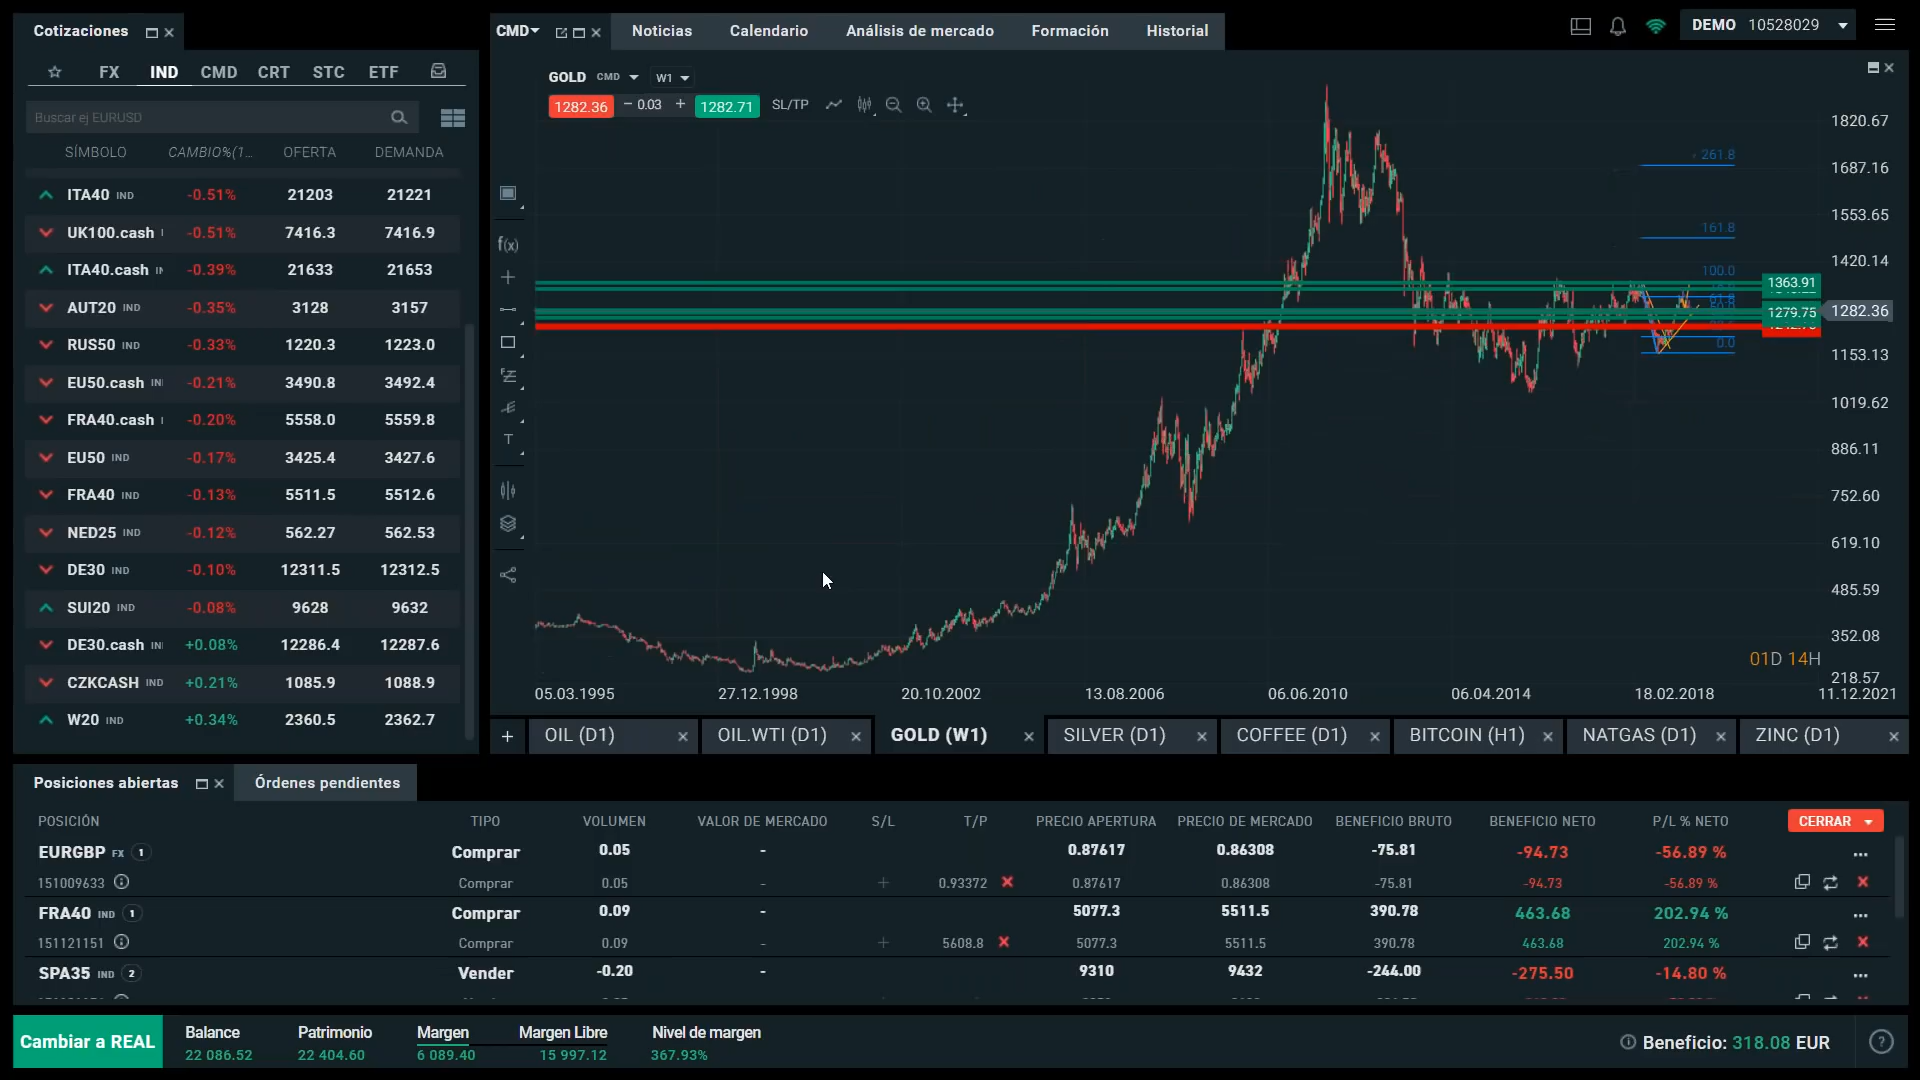 Cotizaciones
FX IND CMD CRT STC ETF
Buscar ej EURUSD
SÍMBOLO CAMBIO%(1... OFERTA DEMANDA
ITA40 IND -0.51% 21203 21221
UK100.cash -0.51% 7416.3 7416.9
ITA40.cash -0.39% 21633 21653
AUT20 IND -0.35% 3128 3157
RUS50 IND -0.33% 1220.3 1223.0
EU50.cash -0.21% 3490.8 3492.4
FRA40.cash -0.20% 5558.0 5559.8
EU50 IND -0.17% 3425.4 3427.6
FRA40 IND -0.13% 5511.5 5512.6
NED25 IND -0.12% 562.27 562.53
DE30 IND -0.10% 12311.5 12312.5
SUI20 IND -0.08% 9628 9632
DE30.cash +0.08% 12286.4 12287.6
CZKCASH IND +0.21% 1085.9 1088.9
W20 IND +0.34% 2360.5 2362.7
CMD Noticias Calendario Análisis de mercado Formación Historial
DEMO 10528029
GOLD CMD W1
1282.36 − 0.03 + 1282.71 SL/TP
f(x)
T
261.8
161.8
100.0
0.0
1363.91
1279.75
1282.36
1820.67
1687.16
1553.65
1420.14
1153.13
1019.62
886.11
752.60
619.10
485.59
352.08
218.57
01D 14H
05.03.1995 27.12.1998 20.10.2002 13.08.2006 06.06.2010 06.04.2014 18.02.2018 11.12.2021
+ OIL (D1) OIL.WTI (D1) GOLD (W1) SILVER (D1) COFFEE (D1) BITCOIN (H1) NATGAS (D1) ZINC (D1)
Posiciones abiertas Órdenes pendientes
POSICIÓN TIPO VOLUMEN VALOR DE MERCADO S/L T/P PRECIO APERTURA PRECIO DE MERCADO BENEFICIO BRUTO BENEFICIO NETO P/L % NETO CERRAR
EURGBP FX 1 Comprar 0.05 - 0.87617 0.86308 -75.81 -94.73 -56.89 % ...
151009633 Comprar 0.05 - + 0.93372 0.87617 0.86308 -75.81 -94.73 -56.89 %
FRA40 IND 1 Comprar 0.09 - 5077.3 5511.5 390.78 463.68 202.94 % ...
151121151 Comprar 0.09 - + 5608.8 5077.3 5511.5 390.78 463.68 202.94 %
SPA35 IND 2 Vender -0.20 - 9310 9432 -244.00 -275.50 -14.80 % ...
Cambiar a REAL
Balance Patrimonio Margen Margen Libre Nivel de margen
22 086.52 22 404.60 6 089.40 15 997.12 367.93%
Beneficio: 318.08 EUR
?